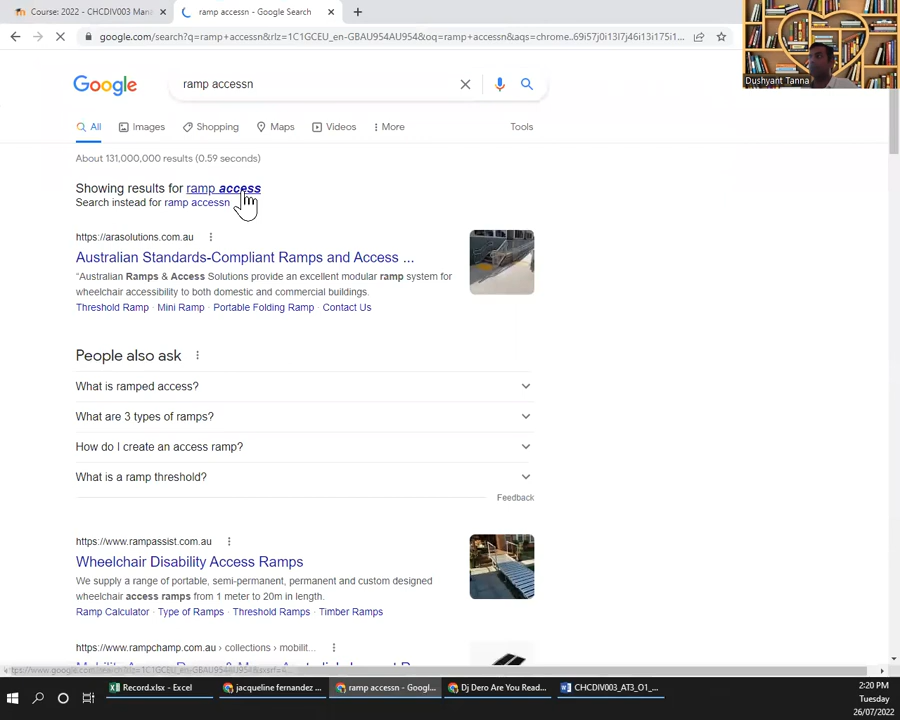 Course: 2022 - CHCDIV003 Mani
ramp accessn - Google Search
google.com/search?q=ramp+accessn&rlz=1C1GCEU_en-GBAU954AU954&oq=ramp+accessn&aqs=chrome..69i57j0i13l7j46i13i175i...
Dushyant Tanna
Google
ramp accessn
All
Images
Shopping
Maps
Videos
More
Tools
About 131,000,000 results (0.59 seconds)
Showing results for ramp access
Search instead for ramp accessn
https://arasolutions.com.au
Australian Standards-Compliant Ramps and Access ...
"Australian Ramps & Access Solutions provide an excellent modular ramp system for
wheelchair accessibility to both domestic and commercial buildings.
Threshold Ramp · Mini Ramp · Portable Folding Ramp · Contact Us
People also ask
What is ramped access?
What are 3 types of ramps?
How do I create an access ramp?
What is a ramp threshold?
Feedback
https://www.rampassist.com.au
Wheelchair Disability Access Ramps
We supply a range of portable, semi-permanent, permanent and custom designed
wheelchair access ramps from 1 meter to 20m in length.
Ramp Calculator · Type of Ramps · Threshold Ramps · Timber Ramps
https://www.rampchamp.com.au › collections › mobilit...
Record.xlsx - Excel
jacqueline fernandez ...
ramp accessn - Googl...
Dj Dero Are You Read...
CHCDIV003_AT3_O1_...
2:20 PM
Tuesday
26/07/2022